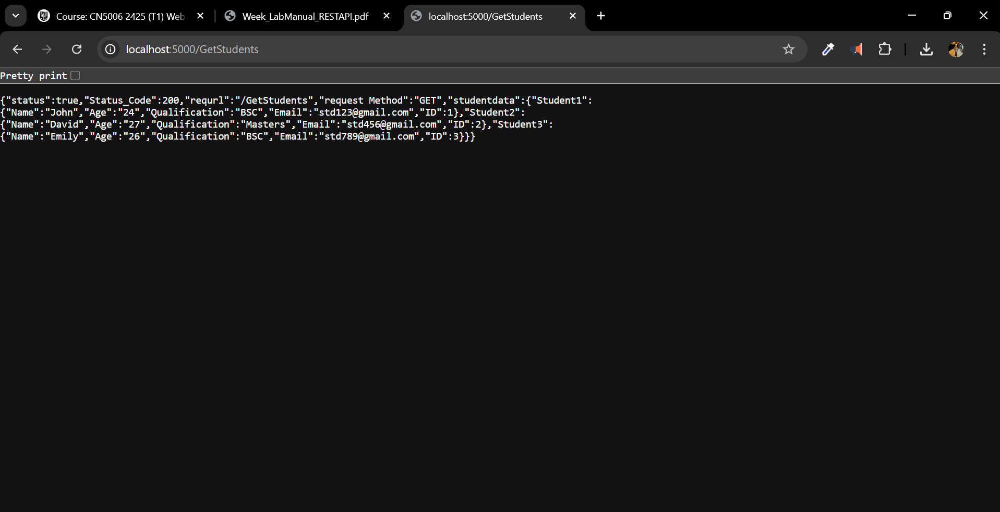 Course: CN5006 2425 (T1) Web
Week_LabManual_RESTAPI.pdf
localhost:5000/GetStudents
localhost:5000/GetStudents
Pretty print
{"status":true,"Status_Code":200,"requrl":"/GetStudents","request Method":"GET","studentdata":{"Student1":
{"Name":"John","Age":"24","Qualification":"BSC","Email":"std123@gmail.com","ID":1},"Student2":
{"Name":"David","Age":"27","Qualification":"Masters","Email":"std456@gmail.com","ID":2},"Student3":
{"Name":"Emily","Age":"26","Qualification":"BSC","Email":"std789@gmail.com","ID":3}}}